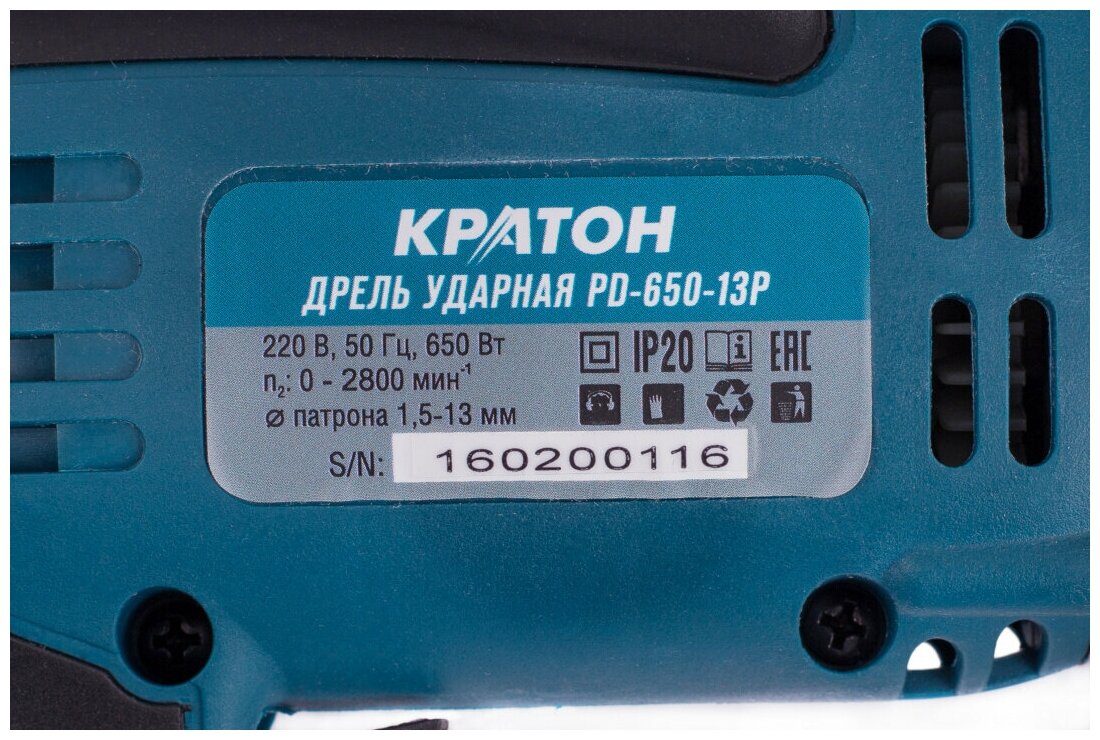 КРАТОН
ДРЕЛЬ УДАРНАЯ PD-650-13P
220 В, 50 Гц, 650 Вт
n₂: 0 - 2800 мин⁻¹
⌀ патрона 1,5-13 мм
IP20 EAC
S/N: 160200116